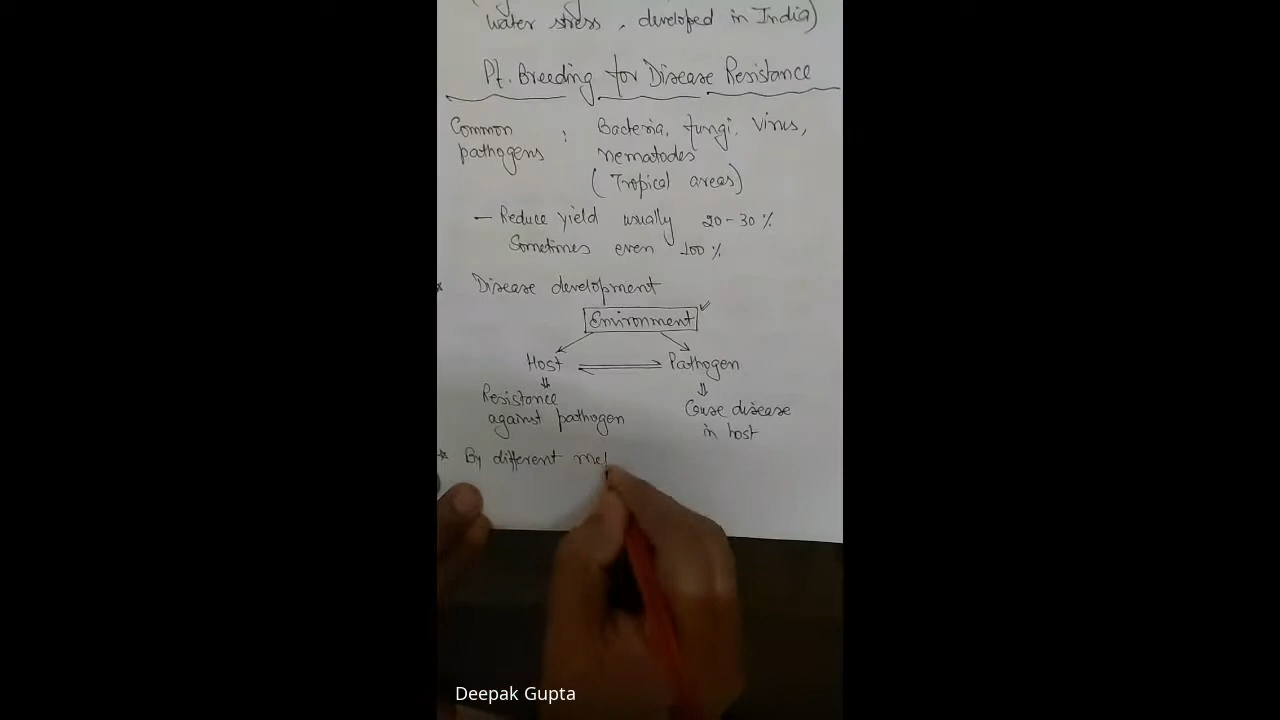 water stress, developed in India)
Pt. Breeding for Disease Resistance
Common : Bacteria, fungi, Virus,
pathogens nematodes
(Tropical areas)
- Reduce yield usually 20-30%
Sometimes even 100%
* Disease development
Environment ✓
Host ⇌ Pathogen
⇓ ⇓
Resistance Cause disease
against pathogen in host
* By different met
Deepak Gupta